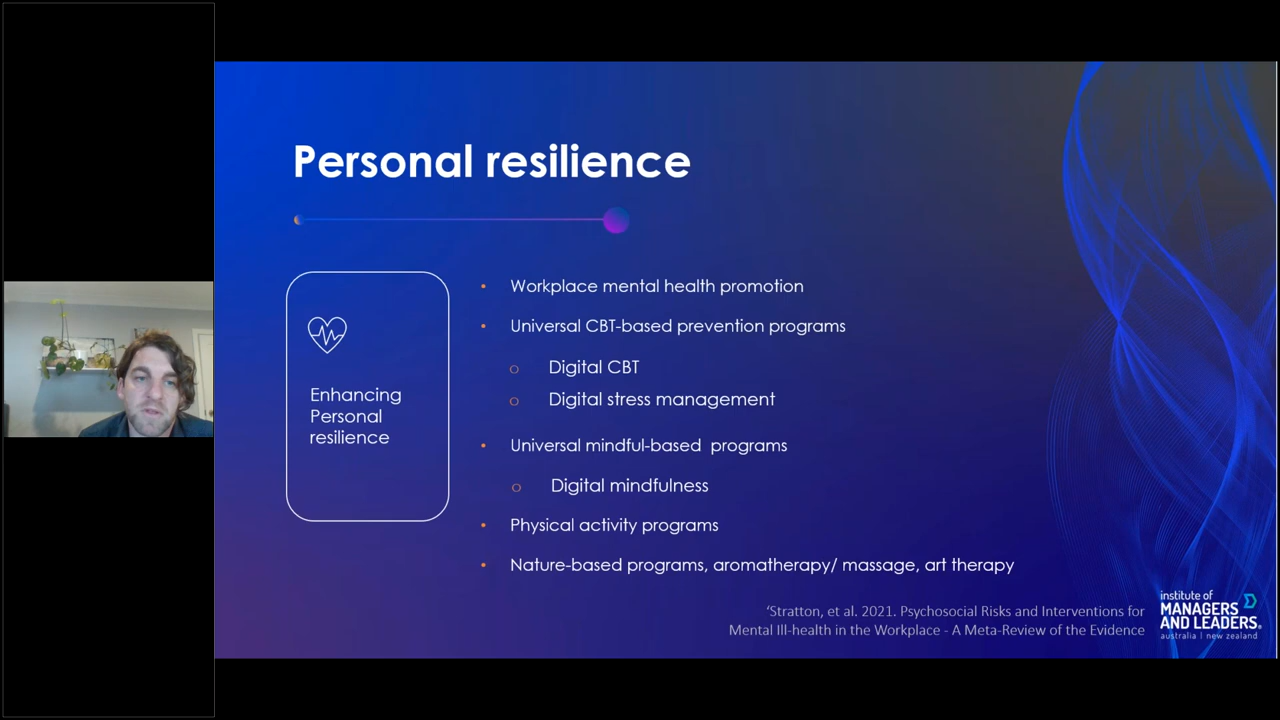 Personal resilience
Enhancing
Personal
resilience
• Workplace mental health promotion
• Universal CBT-based prevention programs
o Digital CBT
o Digital stress management
• Universal mindful-based  programs
o Digital mindfulness
• Physical activity programs
• Nature-based programs, aromatherapy/ massage, art therapy
‘Stratton, et al. 2021. Psychosocial Risks and Interventions for
Mental Ill-health in the Workplace - A Meta-Review of the Evidence
institute of
MANAGERS
AND LEADERS®
australia | new zealand